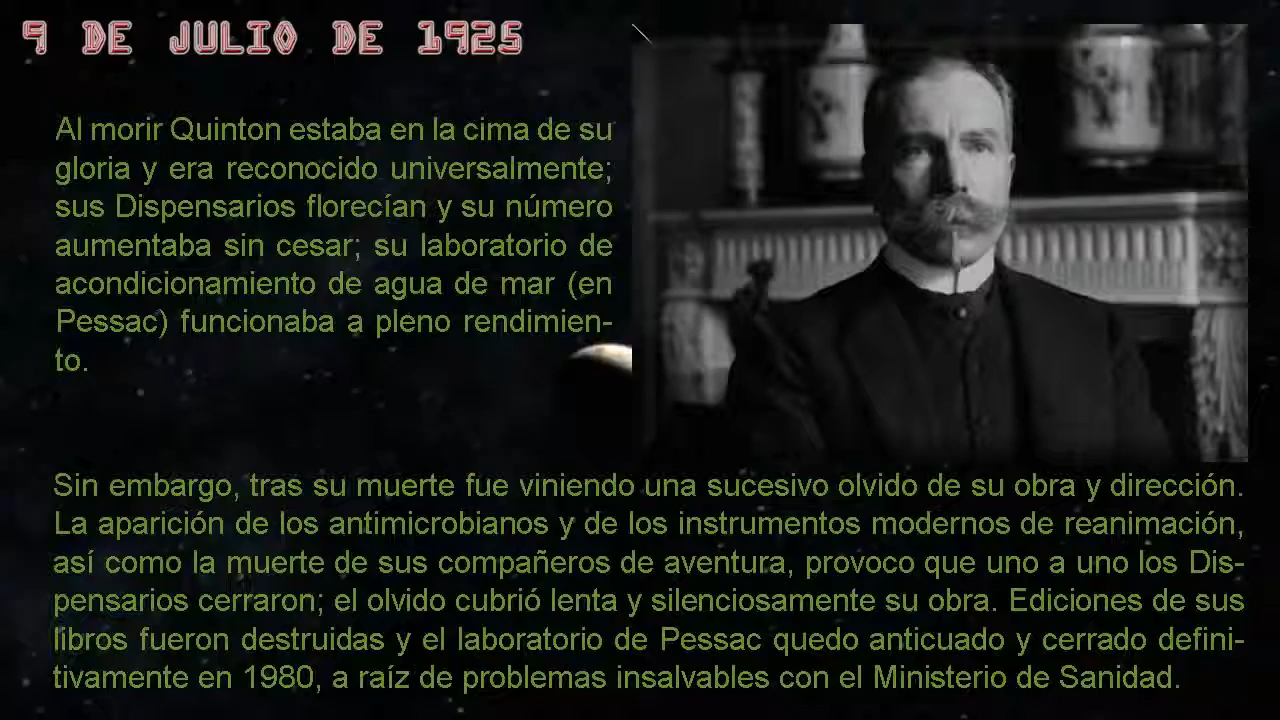 9 DE JULIO DE 1925
Al morir Quinton estaba en la cima de su
gloria y era reconocido universalmente;
sus Dispensarios florecían y su número
aumentaba sin cesar; su laboratorio de
acondicionamiento de agua de mar (en
Pessac) funcionaba a pleno rendimien-
to.
Sin embargo, tras su muerte fue viniendo una sucesivo olvido de su obra y dirección.
La aparición de los antimicrobianos y de los instrumentos modernos de reanimación,
así como la muerte de sus compañeros de aventura, provoco que uno a uno los Dis-
pensarios cerraron; el olvido cubrió lenta y silenciosamente su obra. Ediciones de sus
libros fueron destruidas y el laboratorio de Pessac quedo anticuado y cerrado defini-
tivamente en 1980, a raíz de problemas insalvables con el Ministerio de Sanidad.